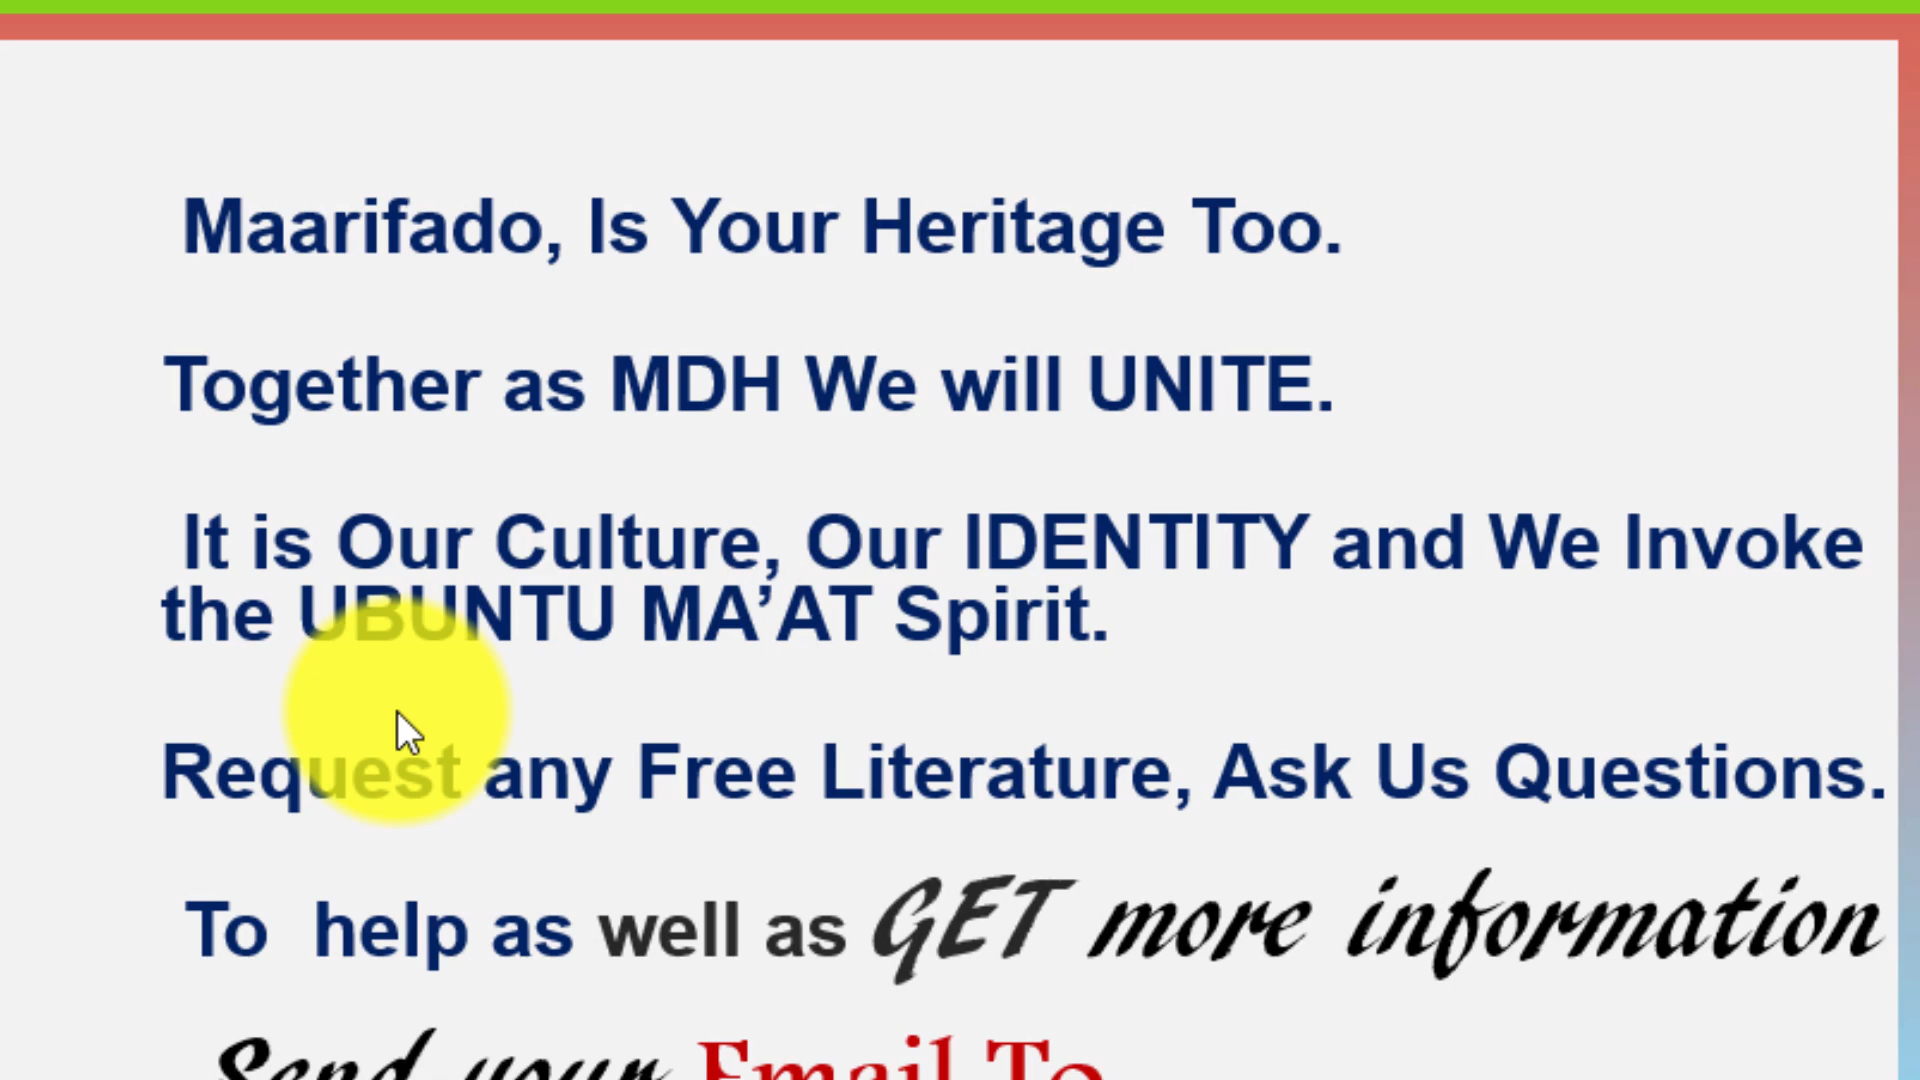 Maarifado, Is Your Heritage Too.
Together as MDH We will UNITE.
It is Our Culture, Our IDENTITY and We Invoke
the UBUNTU MA’AT Spirit.
Request any Free Literature, Ask Us Questions.
To help as well as GET more information
Send your Email To